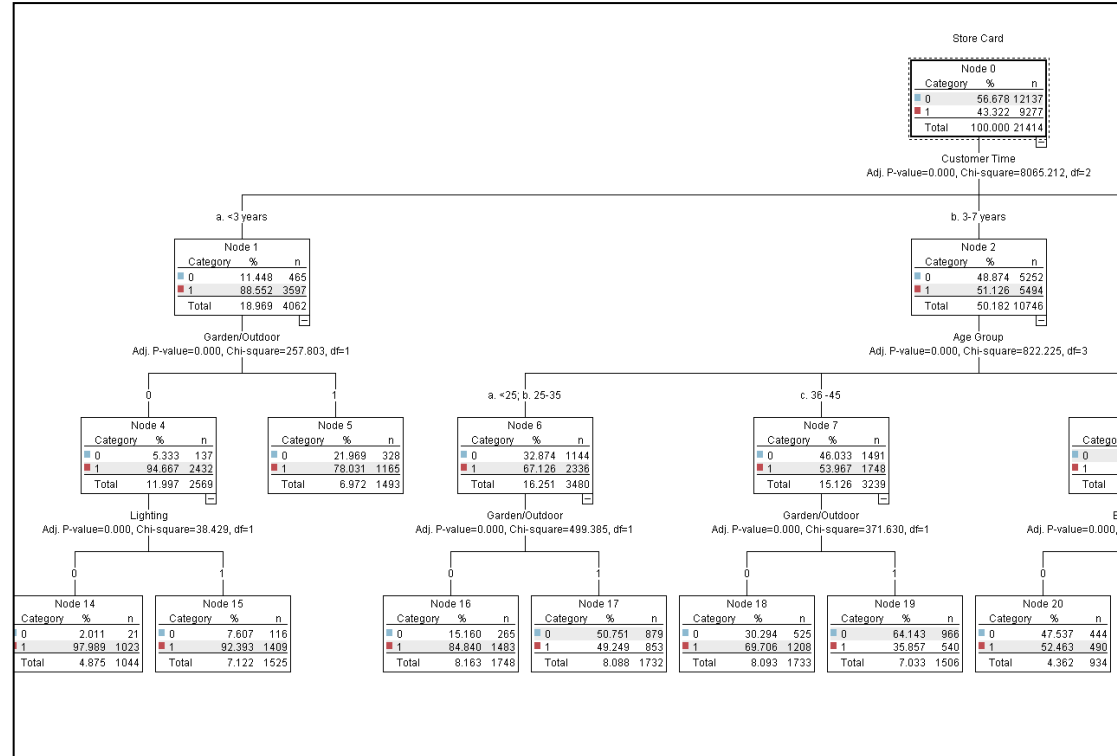 Store Card
Node 0
Category % n
0 56.678 12137
1 43.322 9277
Total 100.000 21414
Customer Time
Adj. P-value=0.000, Chi-square=8065.212, df=2
a. <3 years
b. 3-7 years
Node 1
Category % n
0 11.448 465
1 88.552 3597
Total 18.969 4062
Node 2
Category % n
0 48.874 5252
1 51.126 5494
Total 50.182 10746
Garden/Outdoor
Adj. P-value=0.000, Chi-square=257.803, df=1
Age Group
Adj. P-value=0.000, Chi-square=822.225, df=3
0
1
a. <25; b. 25-35
c. 36-45
Node 4
Category % n
0 5.333 137
1 94.667 2432
Total 11.997 2569
Node 5
Category % n
0 21.969 328
1 78.031 1165
Total 6.972 1493
Node 6
Category % n
0 32.874 1144
1 67.126 2336
Total 16.251 3480
Node 7
Category % n
0 46.033 1491
1 53.967 1748
Total 15.126 3239
Catego
0
1
Total
Lighting
Adj. P-value=0.000, Chi-square=38.429, df=1
Garden/Outdoor
Adj. P-value=0.000, Chi-square=499.385, df=1
Garden/Outdoor
Adj. P-value=0.000, Chi-square=371.630, df=1
Adj. P-value=0.000,
0
1
0
1
0
1
0
Node 14
Category % n
0 2.011 21
1 97.989 1023
Total 4.875 1044
Node 15
Category % n
0 7.607 116
1 92.393 1409
Total 7.122 1525
Node 16
Category % n
0 15.160 265
1 84.840 1483
Total 8.163 1748
Node 17
Category % n
0 50.751 879
1 49.249 853
Total 8.088 1732
Node 18
Category % n
0 30.294 525
1 69.706 1208
Total 8.093 1733
Node 19
Category % n
0 64.143 966
1 35.857 540
Total 7.033 1506
Node 20
Category % n
0 47.537 444
1 52.463 490
Total 4.362 934